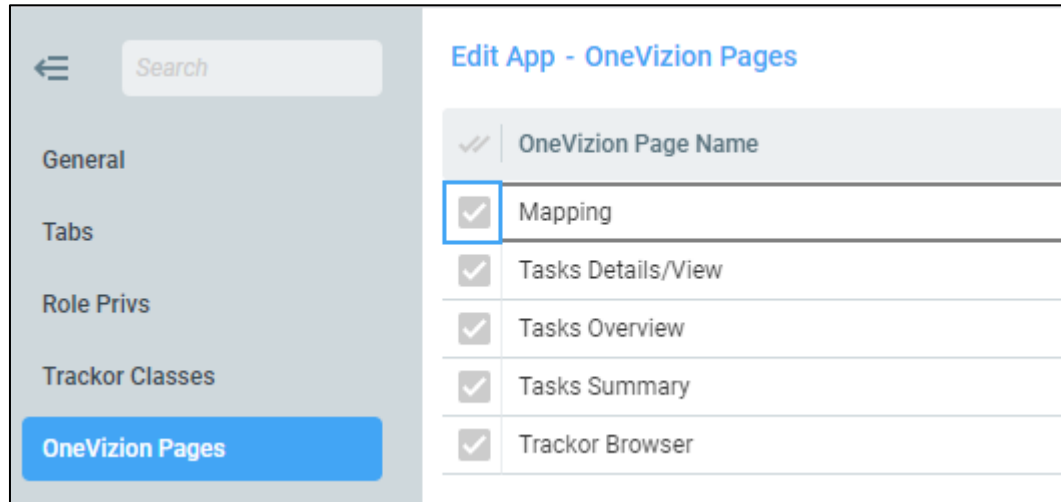 Search
General
Tabs
Role Privs
Trackor Classes
OneVizion Pages
Edit App - OneVizion Pages
OneVizion Page Name
Mapping
Tasks Details/View
Tasks Overview
Tasks Summary
Trackor Browser